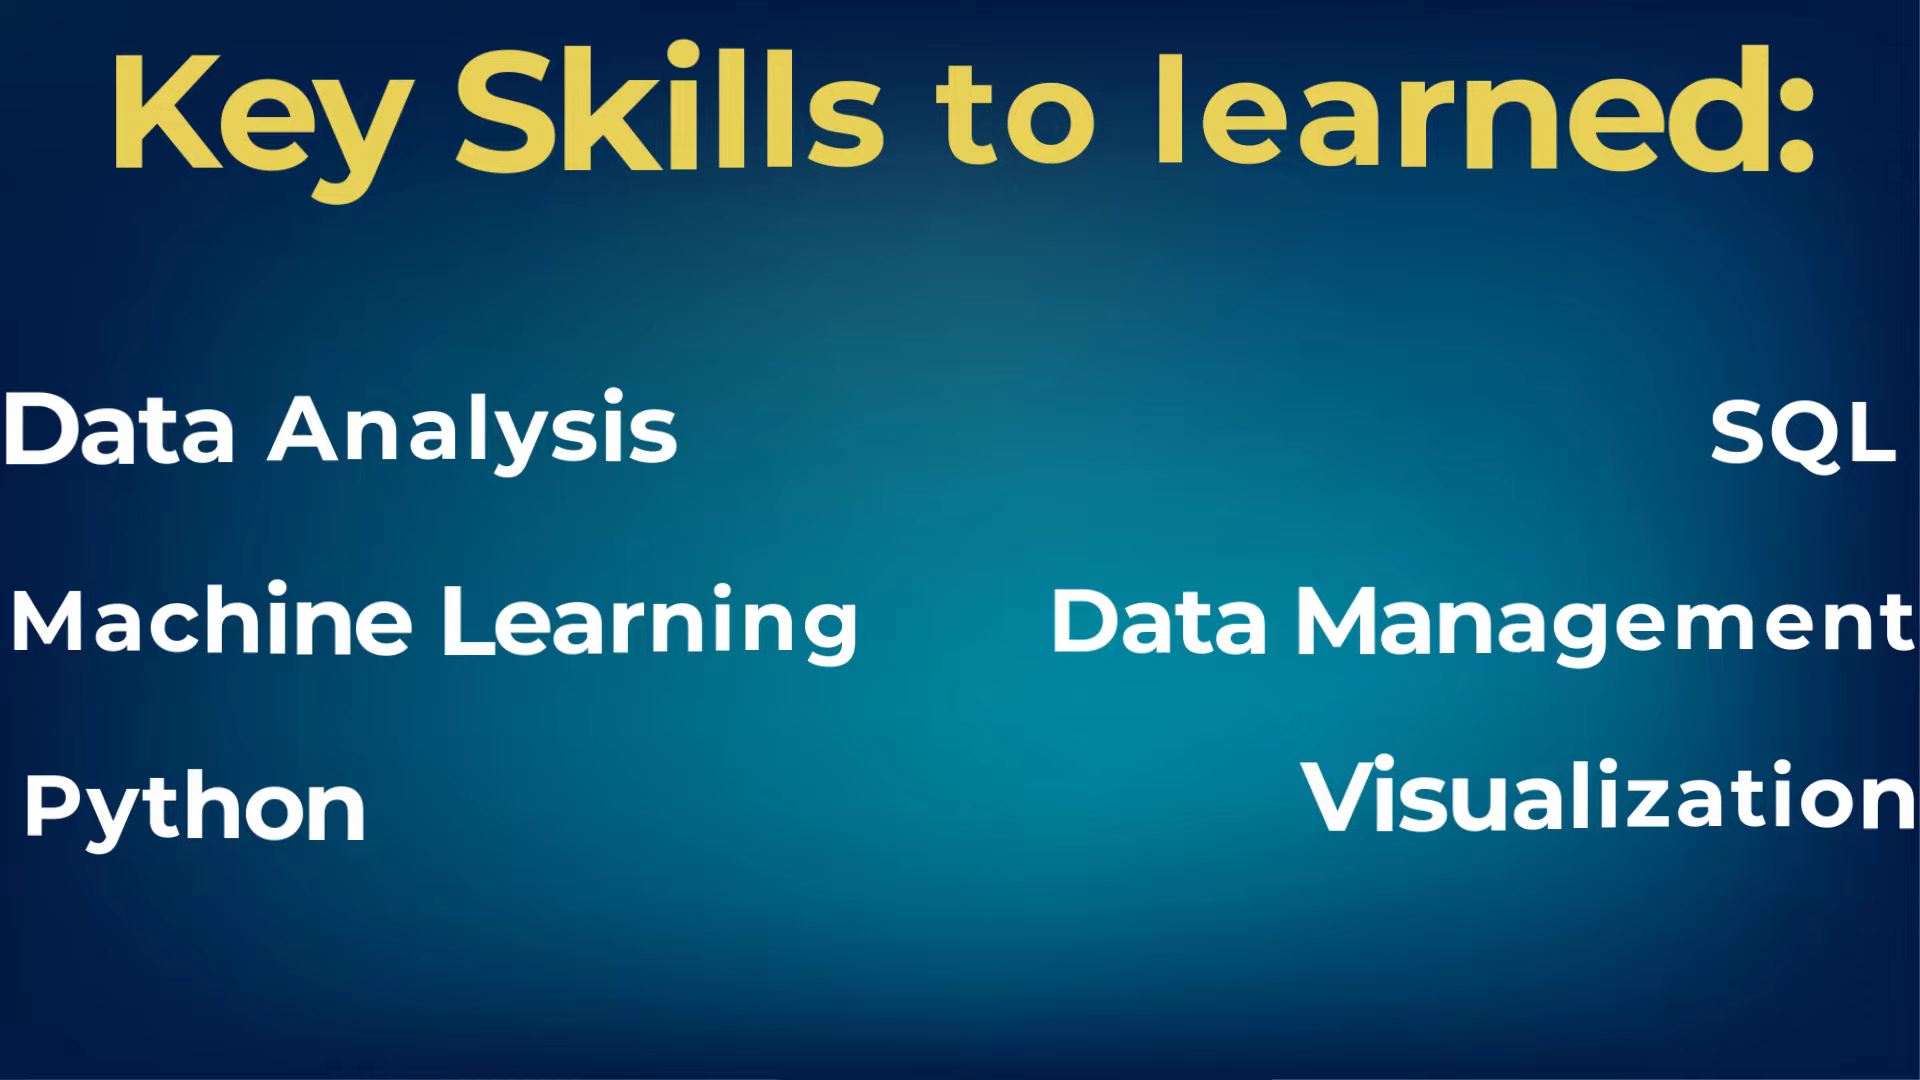 Key Skills to learned:
Data Analysis
SQL
Machine Learning
Data Management
Python
Visualization